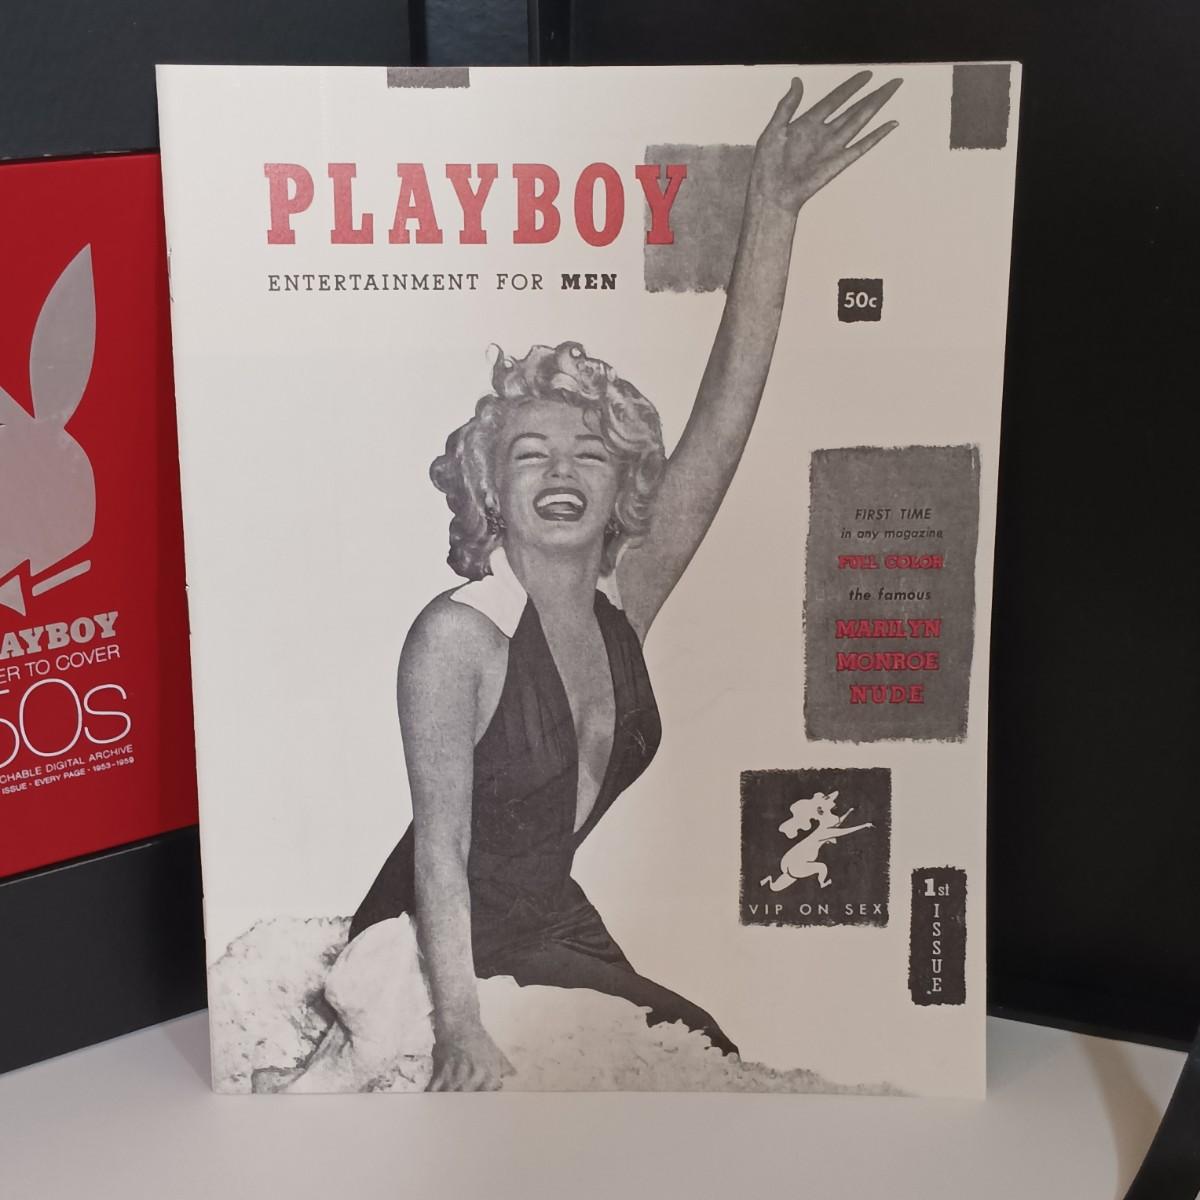 PLAYBOY
ENTERTAINMENT FOR MEN
50c
FIRST TIME
in any magazine
FULL COLOR
the famous
MARILYN
MONROE
NUDE
VIP ON SEX
1st
ISSUE
AYBOY
ER TO COVER
50s
CHABLE DIGITAL ARCHIVE
ISSUE · EVERY PAGE · 1953-1959